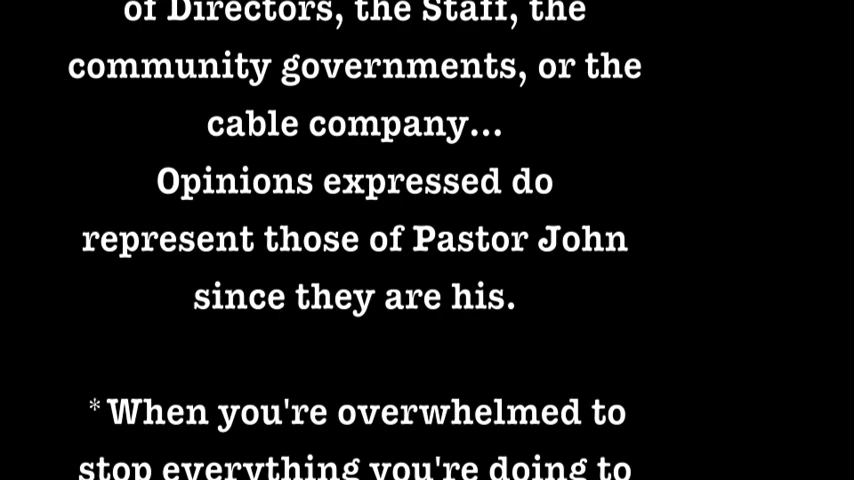 of Directors, the Staff, the
community governments, or the
cable company...
Opinions expressed do
represent those of Pastor John
since they are his.
*When you're overwhelmed to
stop everything you're doing to